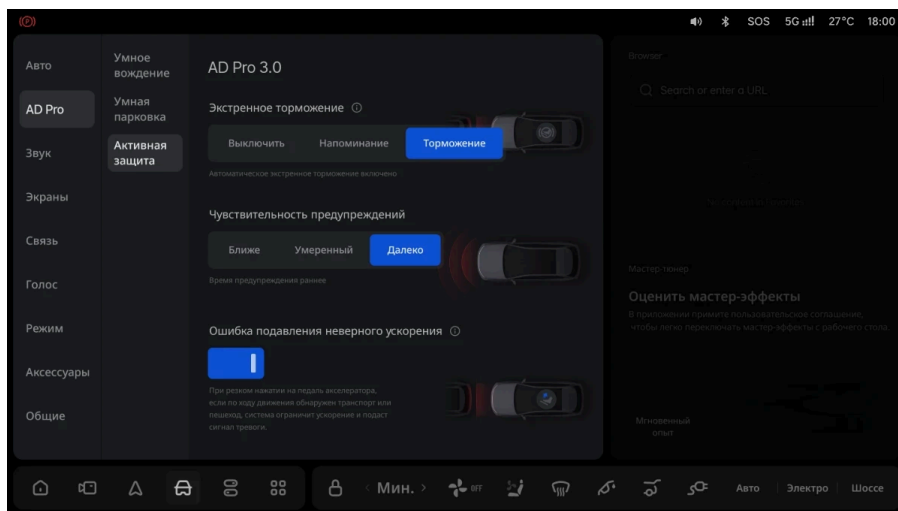 (P)
SOS
5G
27°C
18:00
Авто
AD Pro
Звук
Экраны
Связь
Голос
Режим
Аксессуары
Общие
Умное
вождение
Умная
парковка
Активная
защита
AD Pro 3.0
Экстренное торможение
Выключить
Напоминание
Торможение
Автоматическое экстренное торможение включено
Чувствительность предупреждений
Ближе
Умеренный
Далеко
Время предупреждения раннее
Ошибка подавления неверного ускорения
При резком нажатии на педаль акселератора,
если по ходу движения обнаружен транспорт или
пешеход, система ограничит ускорение и подаст
сигнал тревоги.
Browser
Search or enter a URL
Мастер-тюнер
Оценить мастер-эффекты
В приложении примите пользовательское соглашение,
чтобы легко переключать мастер-эффекты с рабочего стола.
Мгновенный
опыт
< Мин. >
OFF
Авто
Электро
Шоссе